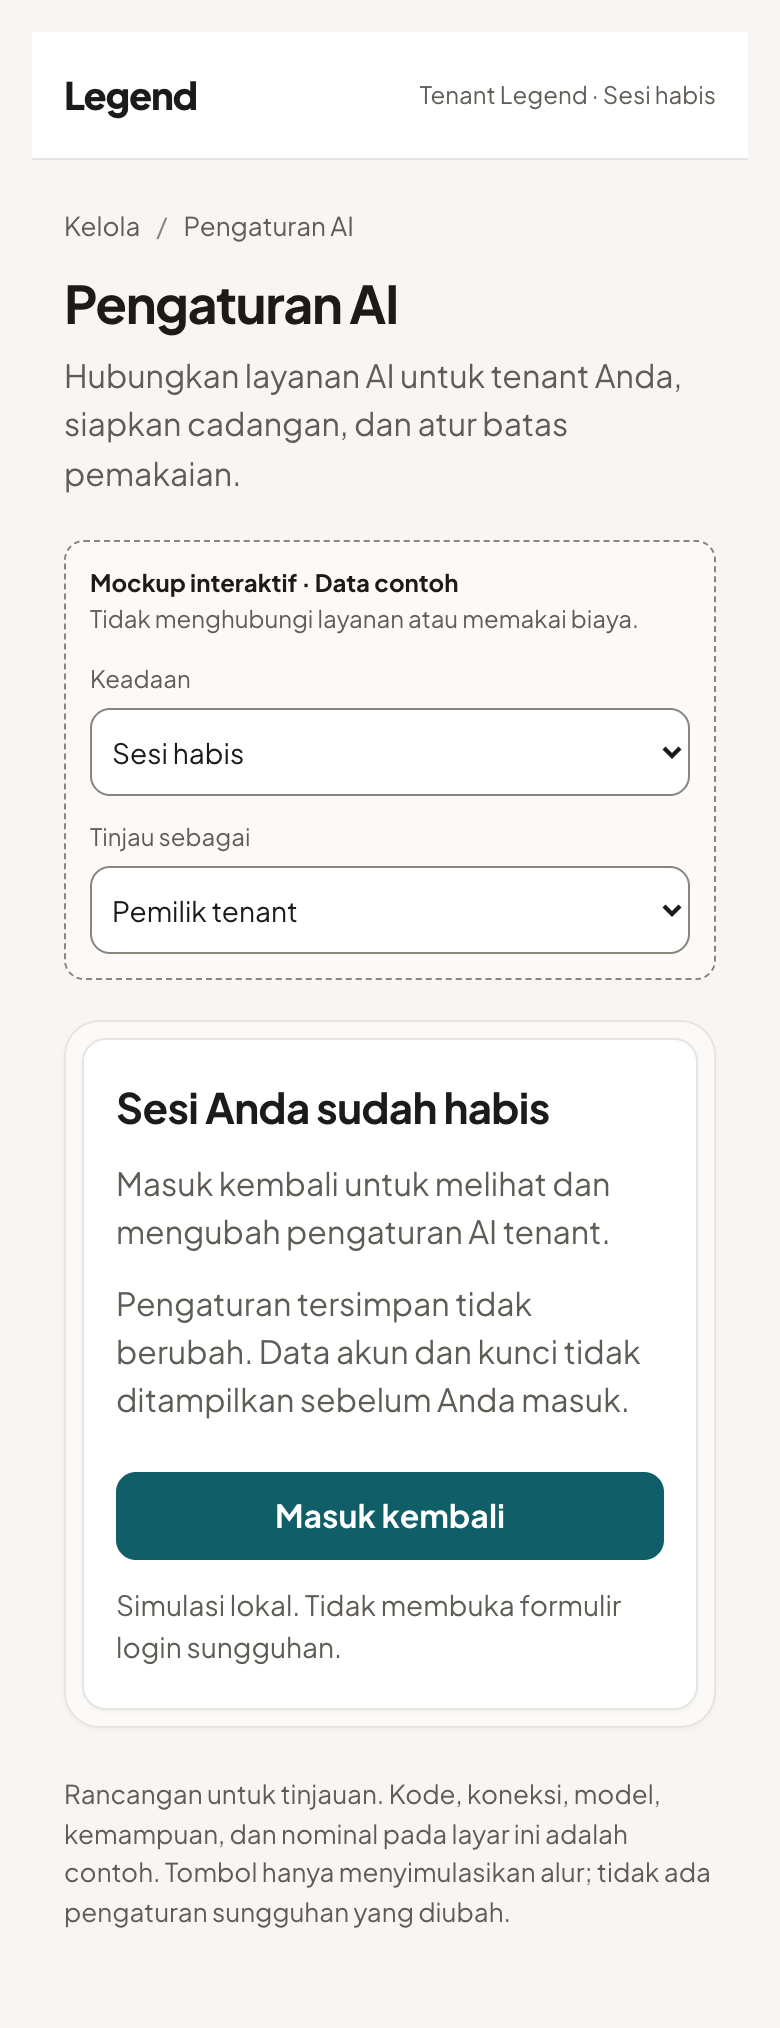 Legend
Tenant Legend · Sesi habis
Kelola / Pengaturan AI
Pengaturan AI
Hubungkan layanan AI untuk tenant Anda,
siapkan cadangan, dan atur batas
pemakaian.
Mockup interaktif · Data contoh
Tidak menghubungi layanan atau memakai biaya.
Keadaan
Sesi habis
Tinjau sebagai
Pemilik tenant
Sesi Anda sudah habis
Masuk kembali untuk melihat dan
mengubah pengaturan AI tenant.
Pengaturan tersimpan tidak
berubah. Data akun dan kunci tidak
ditampilkan sebelum Anda masuk.
Masuk kembali
Simulasi lokal. Tidak membuka formulir
login sungguhan.
Rancangan untuk tinjauan. Kode, koneksi, model,
kemampuan, dan nominal pada layar ini adalah
contoh. Tombol hanya menyimulasikan alur; tidak ada
pengaturan sungguhan yang diubah.